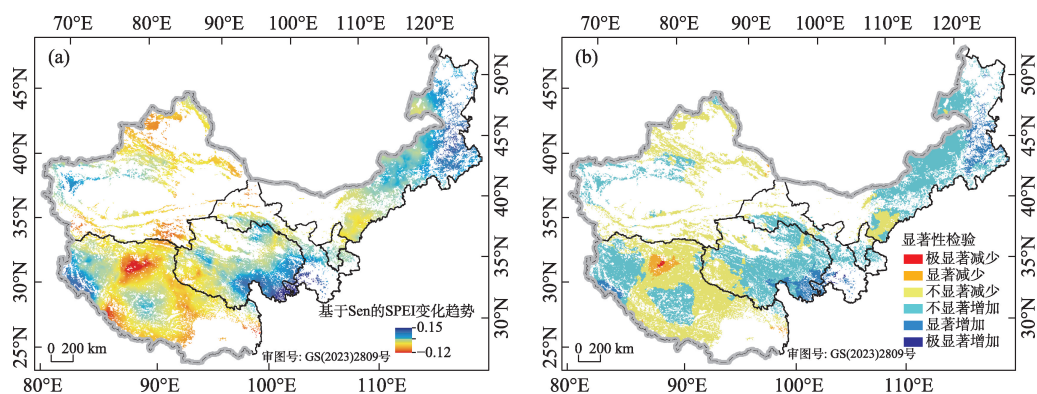 70°E 80°E 90°E 100°E 110°E 120°E
(a)
45°N 40°N 35°N 30°N 25°N
50°N 45°N 40°N 35°N 30°N
基于Sen的SPEI变化趋势
0.15
-0.12
0 200 km
审图号: GS(2023)2809号
80°E 90°E 100°E 110°E
70°E 80°E 90°E 100°E 110°E 120°E
(b)
45°N 40°N 35°N 30°N 25°N
50°N 45°N 40°N 35°N 30°N
显著性检验
极显著减少
显著减少
不显著减少
不显著增加
显著增加
极显著增加
0 200 km
审图号: GS(2023)2809号
80°E 90°E 100°E 110°E